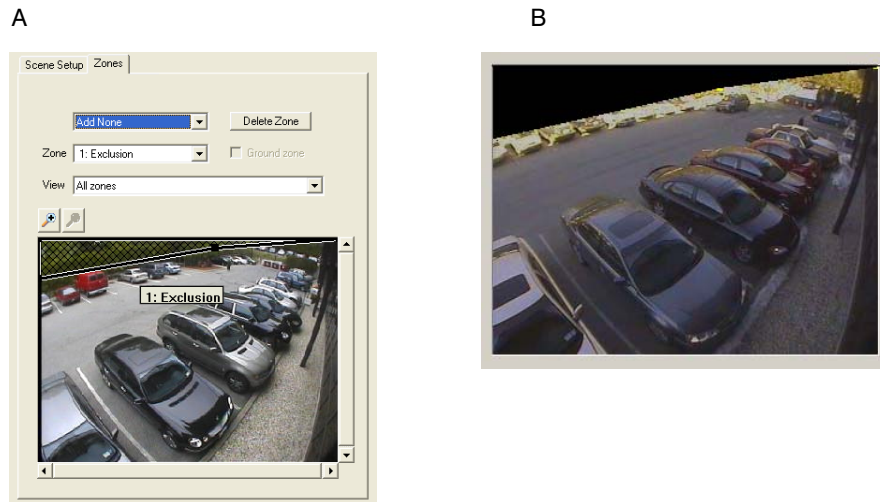 A
B
Scene Setup Zones
Add None Delete Zone
Zone 1: Exclusion Ground zone
View All zones
1: Exclusion